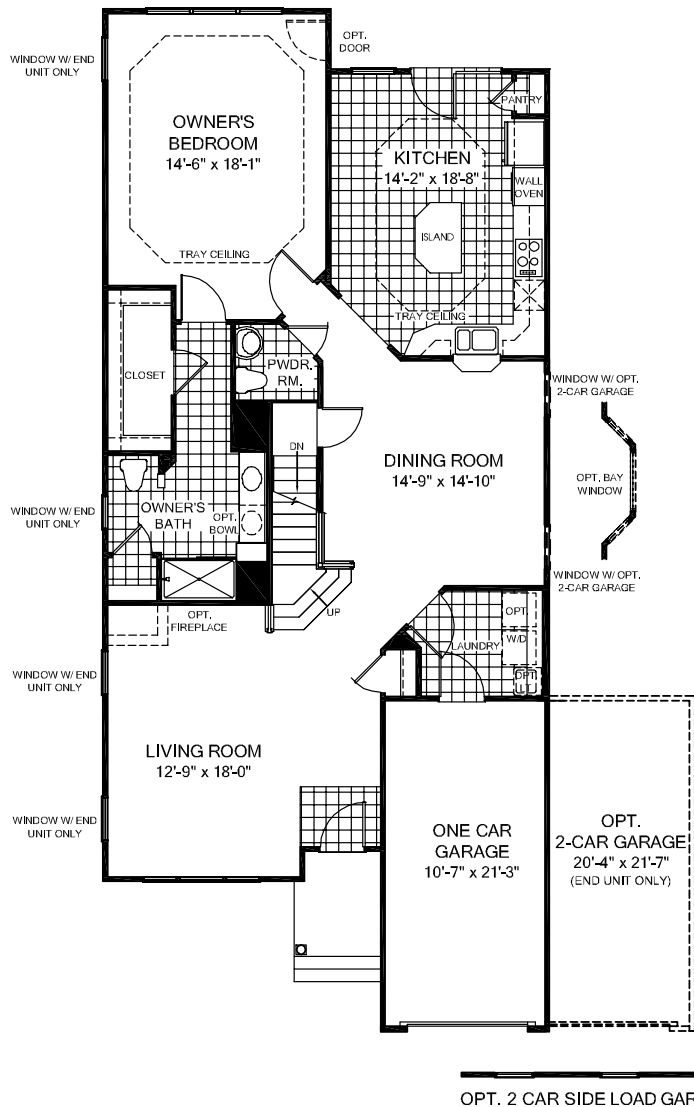 OPT.
DOOR
WINDOW W/ END
UNIT ONLY
OWNER'S
BEDROOM
14'-6" x 18'-1"
TRAY CEILING
PANTRY
KITCHEN
14'-2" x 18'-8"
WALL
OVEN
ISLAND
TRAY CEILING
PWDR.
RM.
CLOSET
WINDOW W/ OPT.
2-CAR GARAGE
DN
DINING ROOM
14'-9" x 14'-10"
OPT. BAY
WINDOW
WINDOW W/ END
UNIT ONLY
OWNER'S
BATH
OPT.
BOWL
WINDOW W/ OPT.
2-CAR GARAGE
UP
OPT.
FIREPLACE
OPT.
W/D
LAUNDRY
OPT.
LT.
WINDOW W/ END
UNIT ONLY
LIVING ROOM
12'-9" x 18'-0"
WINDOW W/ END
UNIT ONLY
ONE CAR
GARAGE
10'-7" x 21'-3"
OPT.
2-CAR GARAGE
20'-4" x 21'-7"
(END UNIT ONLY)
OPT. 2 CAR SIDE LOAD GAR